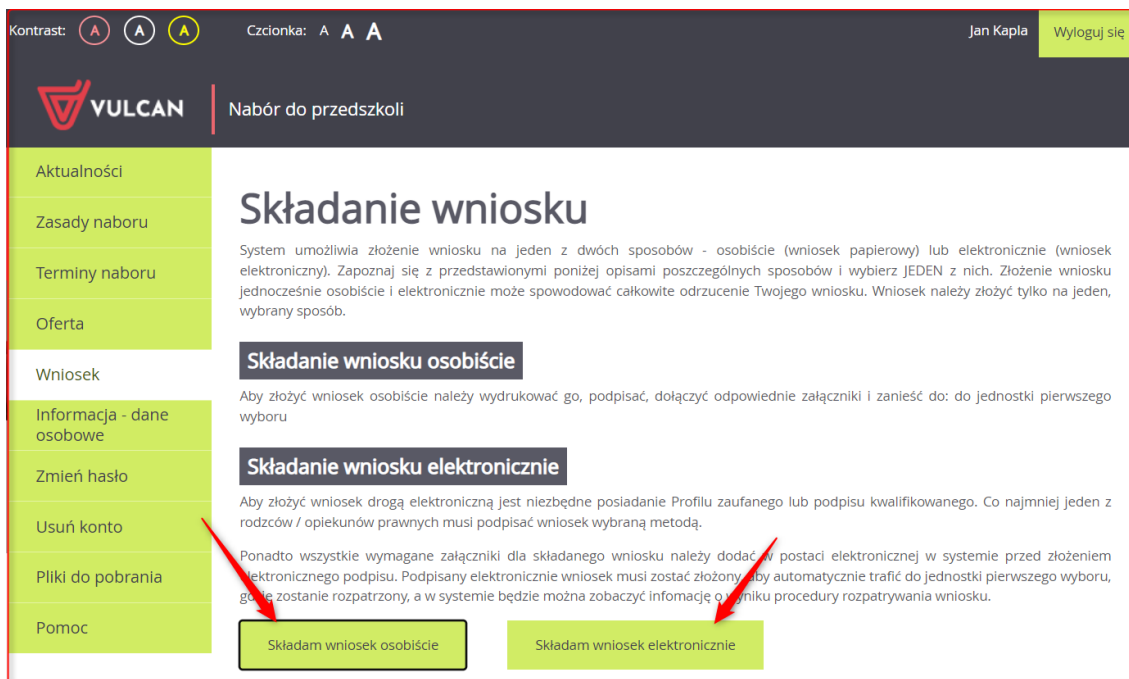 Kontrast: A A A Czcionka: A A A Jan Kapla Wyloguj się
VULCAN Nabór do przedszkoli
Aktualności
Zasady naboru
Terminy naboru
Oferta
Wniosek
Informacja - dane
osobowe
Zmień hasło
Usuń konto
Pliki do pobrania
Pomoc
Składanie wniosku
System umożliwia złożenie wniosku na jeden z dwóch sposobów - osobiście (wniosek papierowy) lub elektronicznie (wniosek
elektroniczny). Zapoznaj się z przedstawionymi poniżej opisami poszczególnych sposobów i wybierz JEDEN z nich. Złożenie wniosku
jednocześnie osobiście i elektronicznie może spowodować całkowite odrzucenie Twojego wniosku. Wniosek należy złożyć tylko na jeden,
wybrany sposób.
Składanie wniosku osobiście
Aby złożyć wniosek osobiście należy wydrukować go, podpisać, dołączyć odpowiednie załączniki i zanieść do: do jednostki pierwszego
wyboru
Składanie wniosku elektronicznie
Aby złożyć wniosek drogą elektroniczną jest niezbędne posiadanie Profilu zaufanego lub podpisu kwalifikowanego. Co najmniej jeden z
rodziców / opiekunów prawnych musi podpisać wniosek wybraną metodą.
Ponadto wszystkie wymagane załączniki dla składanego wniosku należy dodać w postaci elektronicznej w systemie przed złożeniem
elektronicznego podpisu. Podpisany elektronicznie wniosek musi zostać złożony, aby automatycznie trafić do jednostki pierwszego wyboru,
gdzie zostanie rozpatrzony, a w systemie będzie można zobaczyć infomację o wyniku procedury rozpatrywania wniosku.
Składam wniosek osobiście Składam wniosek elektronicznie